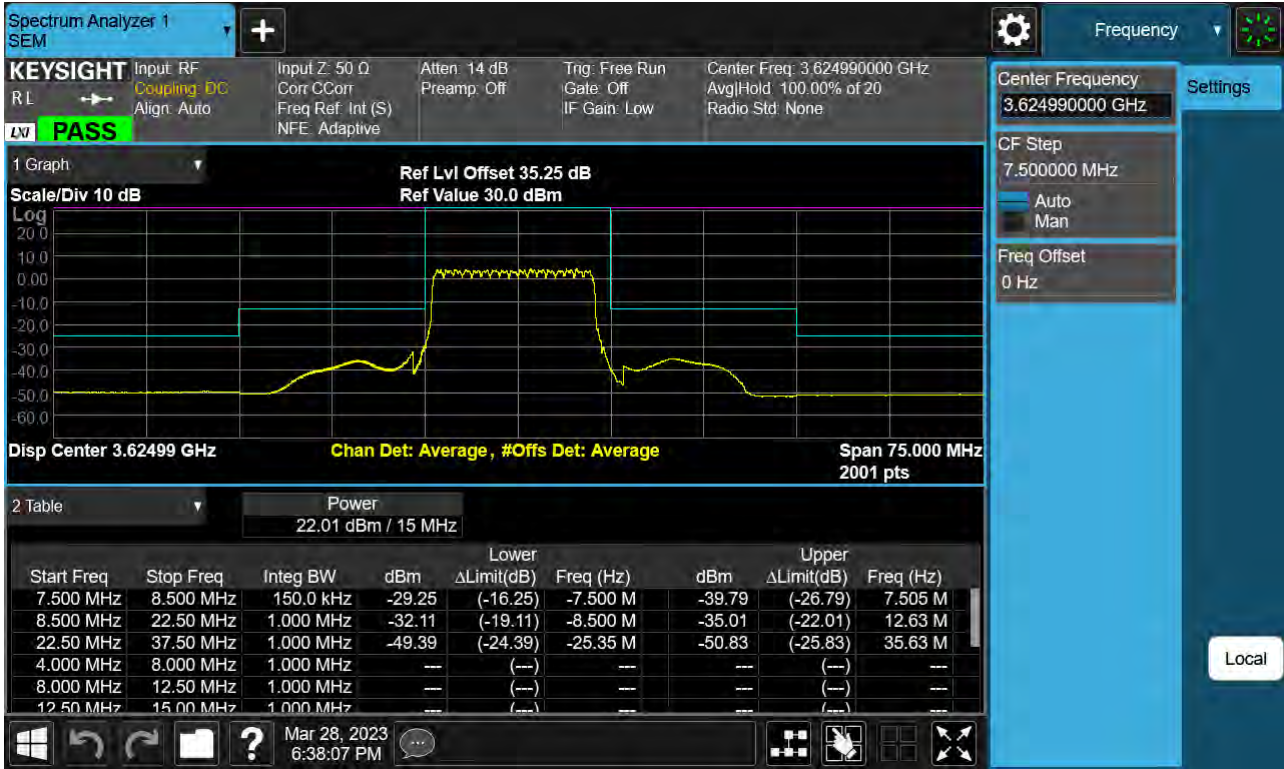 Spectrum Analyzer 1
SEM
Frequency
KEYSIGHT
R L
LXI
PASS
Input: RF
Coupling: DC
Align: Auto
Input Z: 50 Ω
Corr CCorr
Freq Ref: Int (S)
NFE: Adaptive
Atten: 14 dB
Preamp: Off
Trig: Free Run
Gate: Off
IF Gain: Low
Center Freq: 3.624990000 GHz
Avg|Hold: 100.00% of 20
Radio Std: None
Center Frequency
3.624990000 GHz
Settings
CF Step
7.500000 MHz
Auto
Man
Freq Offset
0 Hz
Local
1 Graph
Scale/Div 10 dB
Ref Lvl Offset 35.25 dB
Ref Value 30.0 dBm
Log
20.0
10.0
0.00
-10.0
-20.0
-30.0
-40.0
-50.0
-60.0
Disp Center 3.62499 GHz
Chan Det: Average , #Offs Det: Average
Span 75.000 MHz
2001 pts
2 Table
Power
22.01 dBm / 15 MHz
Lower Upper
Start Freq Stop Freq Integ BW dBm ΔLimit(dB) Freq (Hz) dBm ΔLimit(dB) Freq (Hz)
7.500 MHz 8.500 MHz 150.0 kHz -29.25 (-16.25) -7.500 M -39.79 (-26.79) 7.505 M
8.500 MHz 22.50 MHz 1.000 MHz -32.11 (-19.11) -8.500 M -35.01 (-22.01) 12.63 M
22.50 MHz 37.50 MHz 1.000 MHz -49.39 (-24.39) -25.35 M -50.83 (-25.83) 35.63 M
4.000 MHz 8.000 MHz 1.000 MHz --- (---) --- --- (---) ---
8.000 MHz 12.50 MHz 1.000 MHz --- (---) --- --- (---) ---
12.50 MHz 15.00 MHz 1.000 MHz --- (---) --- --- (---) ---
Mar 28, 2023
6:38:07 PM